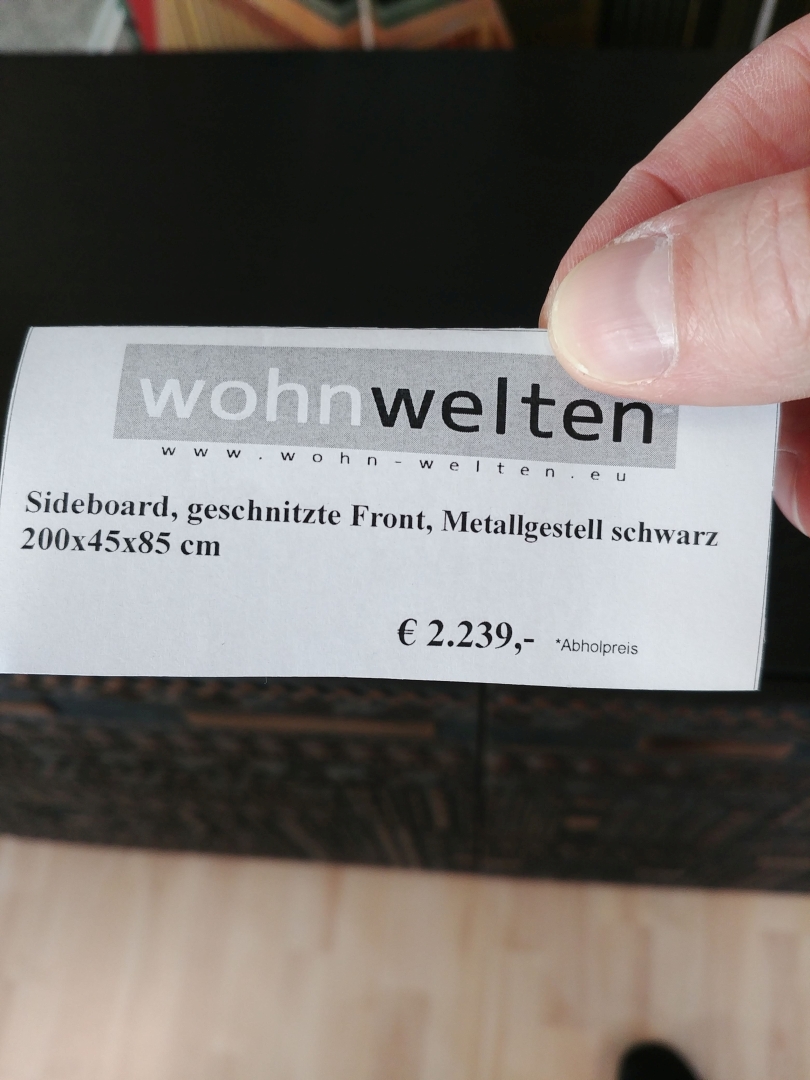 wohnwelten
www.wohn-welten.eu
Sideboard, geschnitzte Front, Metallgestell schwarz
200x45x85 cm
€ 2.239,- *Abholpreis